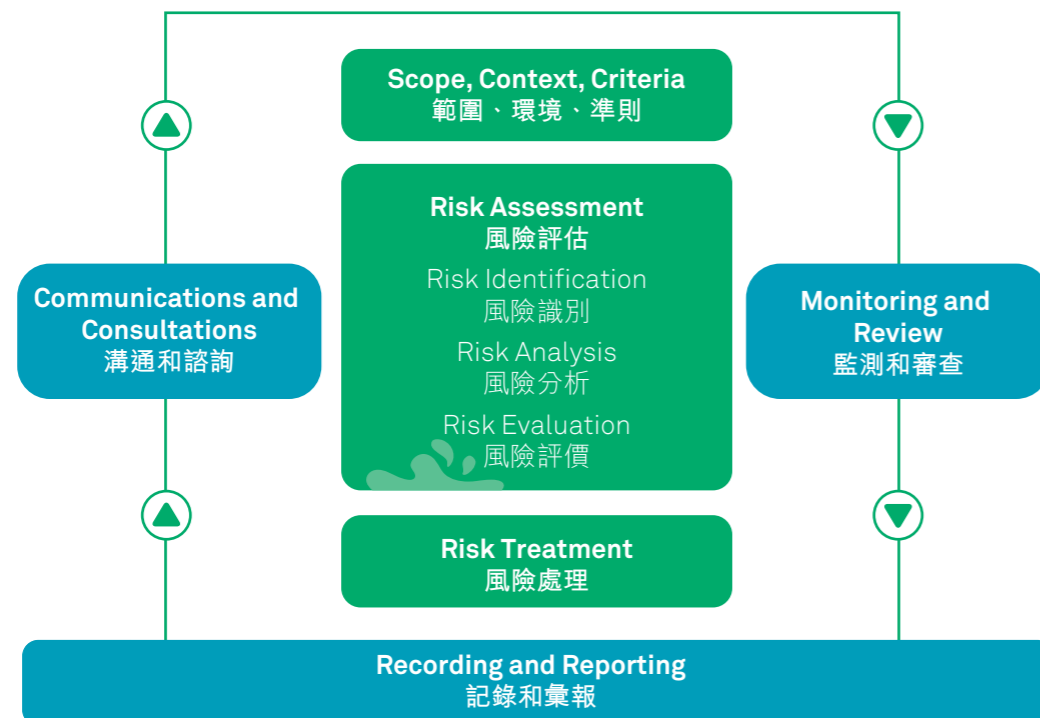 Scope, Context, Criteria
範圍、環境、準則
Risk Assessment
風險評估
Risk Identification
風險識別
Risk Analysis
風險分析
Risk Evaluation
風險評價
Communications and
Consultations
溝通和諮詢
Monitoring and
Review
監測和審查
Risk Treatment
風險處理
Recording and Reporting
記錄和彙報